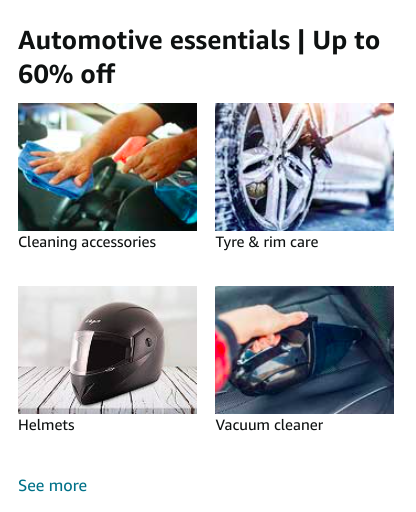 Automotive essentials | Up to
60% off
Cleaning accessories
Tyre & rim care
Helmets
Vacuum cleaner
See more